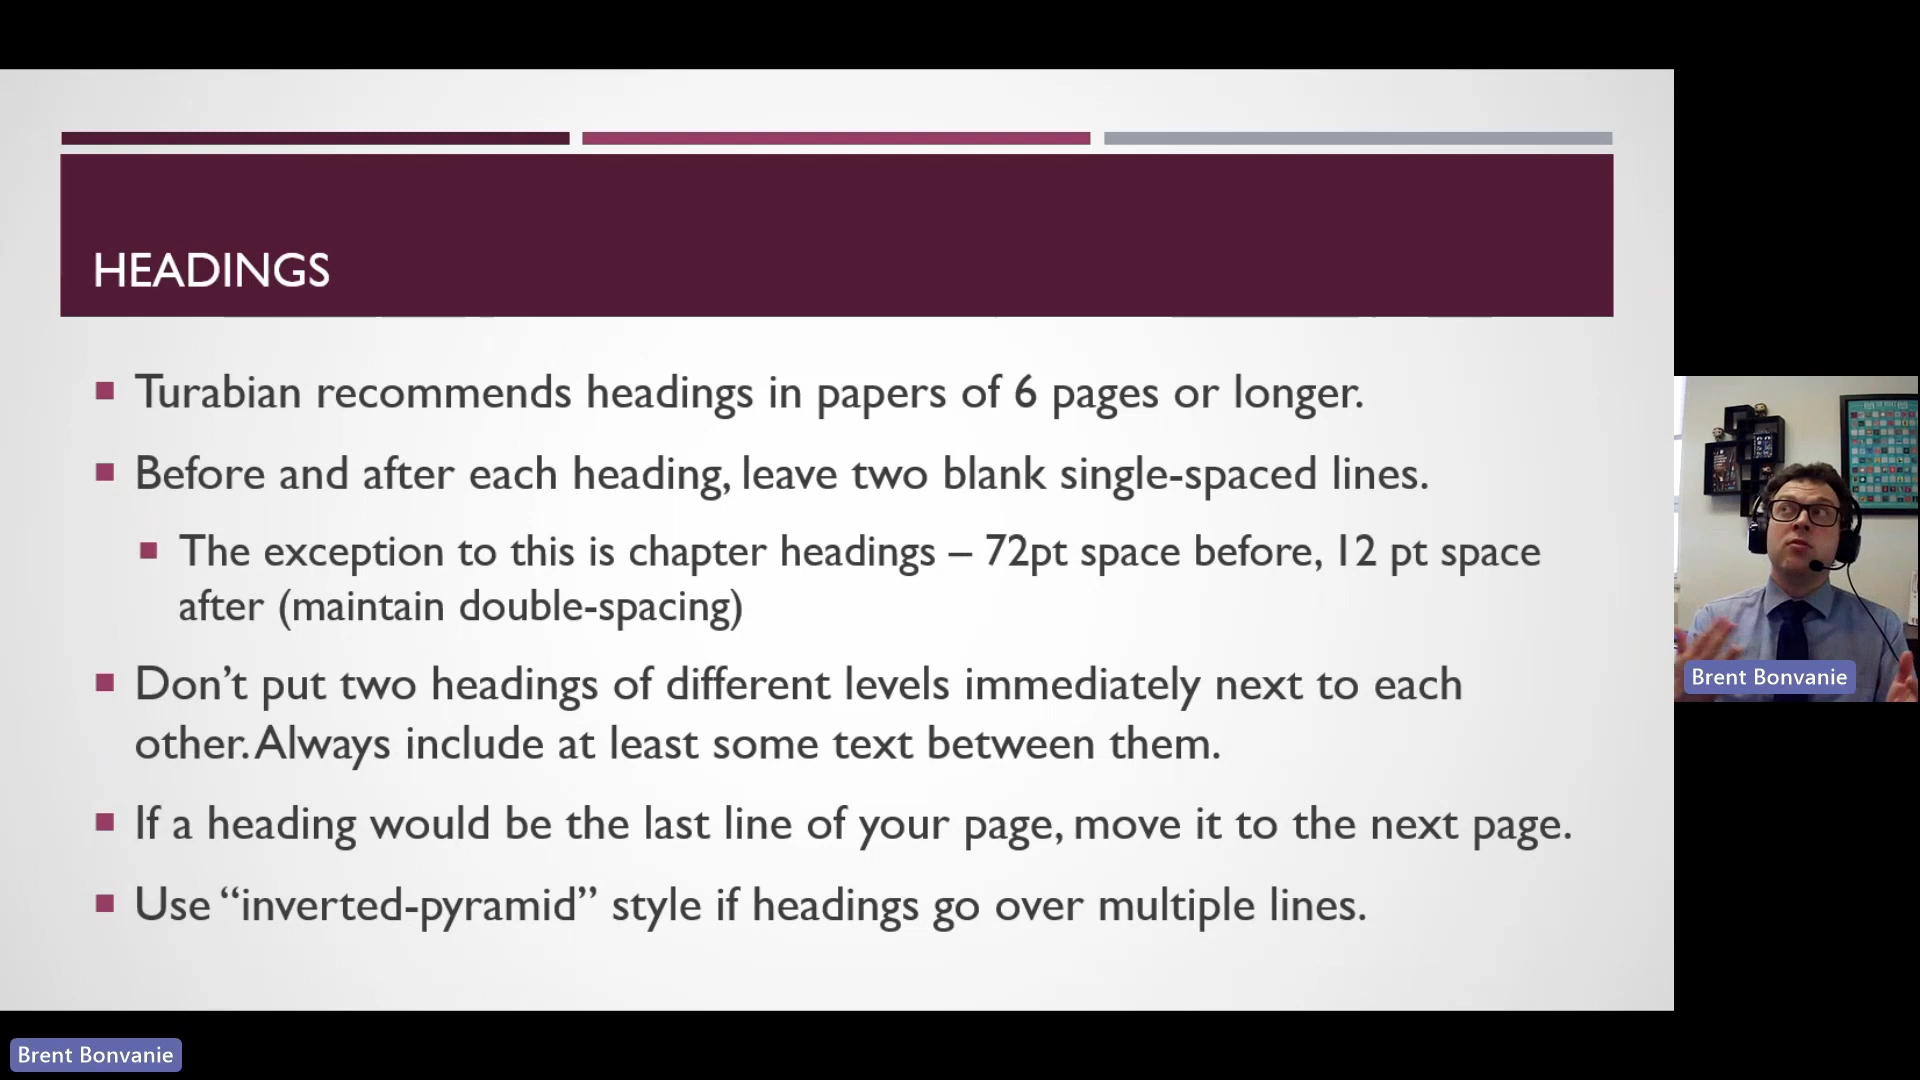 HEADINGS
Turabian recommends headings in papers of 6 pages or longer.
Before and after each heading, leave two blank single-spaced lines.
The exception to this is chapter headings – 72pt space before, 12 pt space
after (maintain double-spacing)
Don’t put two headings of different levels immediately next to each
other. Always include at least some text between them.
If a heading would be the last line of your page, move it to the next page.
Use “inverted-pyramid” style if headings go over multiple lines.
Brent Bonvanie
Brent Bonvanie